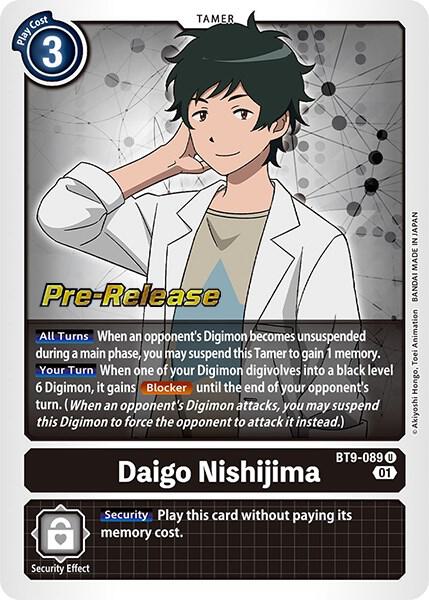 TAMER
Play Cost
3
Pre-Release
All Turns When an opponent's Digimon becomes unsuspended
during a main phase, you may suspend this Tamer to gain 1 memory.
Your Turn When one of your Digimon digivolves into a black level
6 Digimon, it gains Blocker until the end of your opponent's
turn. (When an opponent's Digimon attacks, you may suspend
this Digimon to force the opponent to attack it instead.)
© Akiyoshi Hongo, Toei Animation BANDAI MADE IN JAPAN
BT9-089 U
Daigo Nishijima
01
Security Play this card without paying its
memory cost.
Security Effect